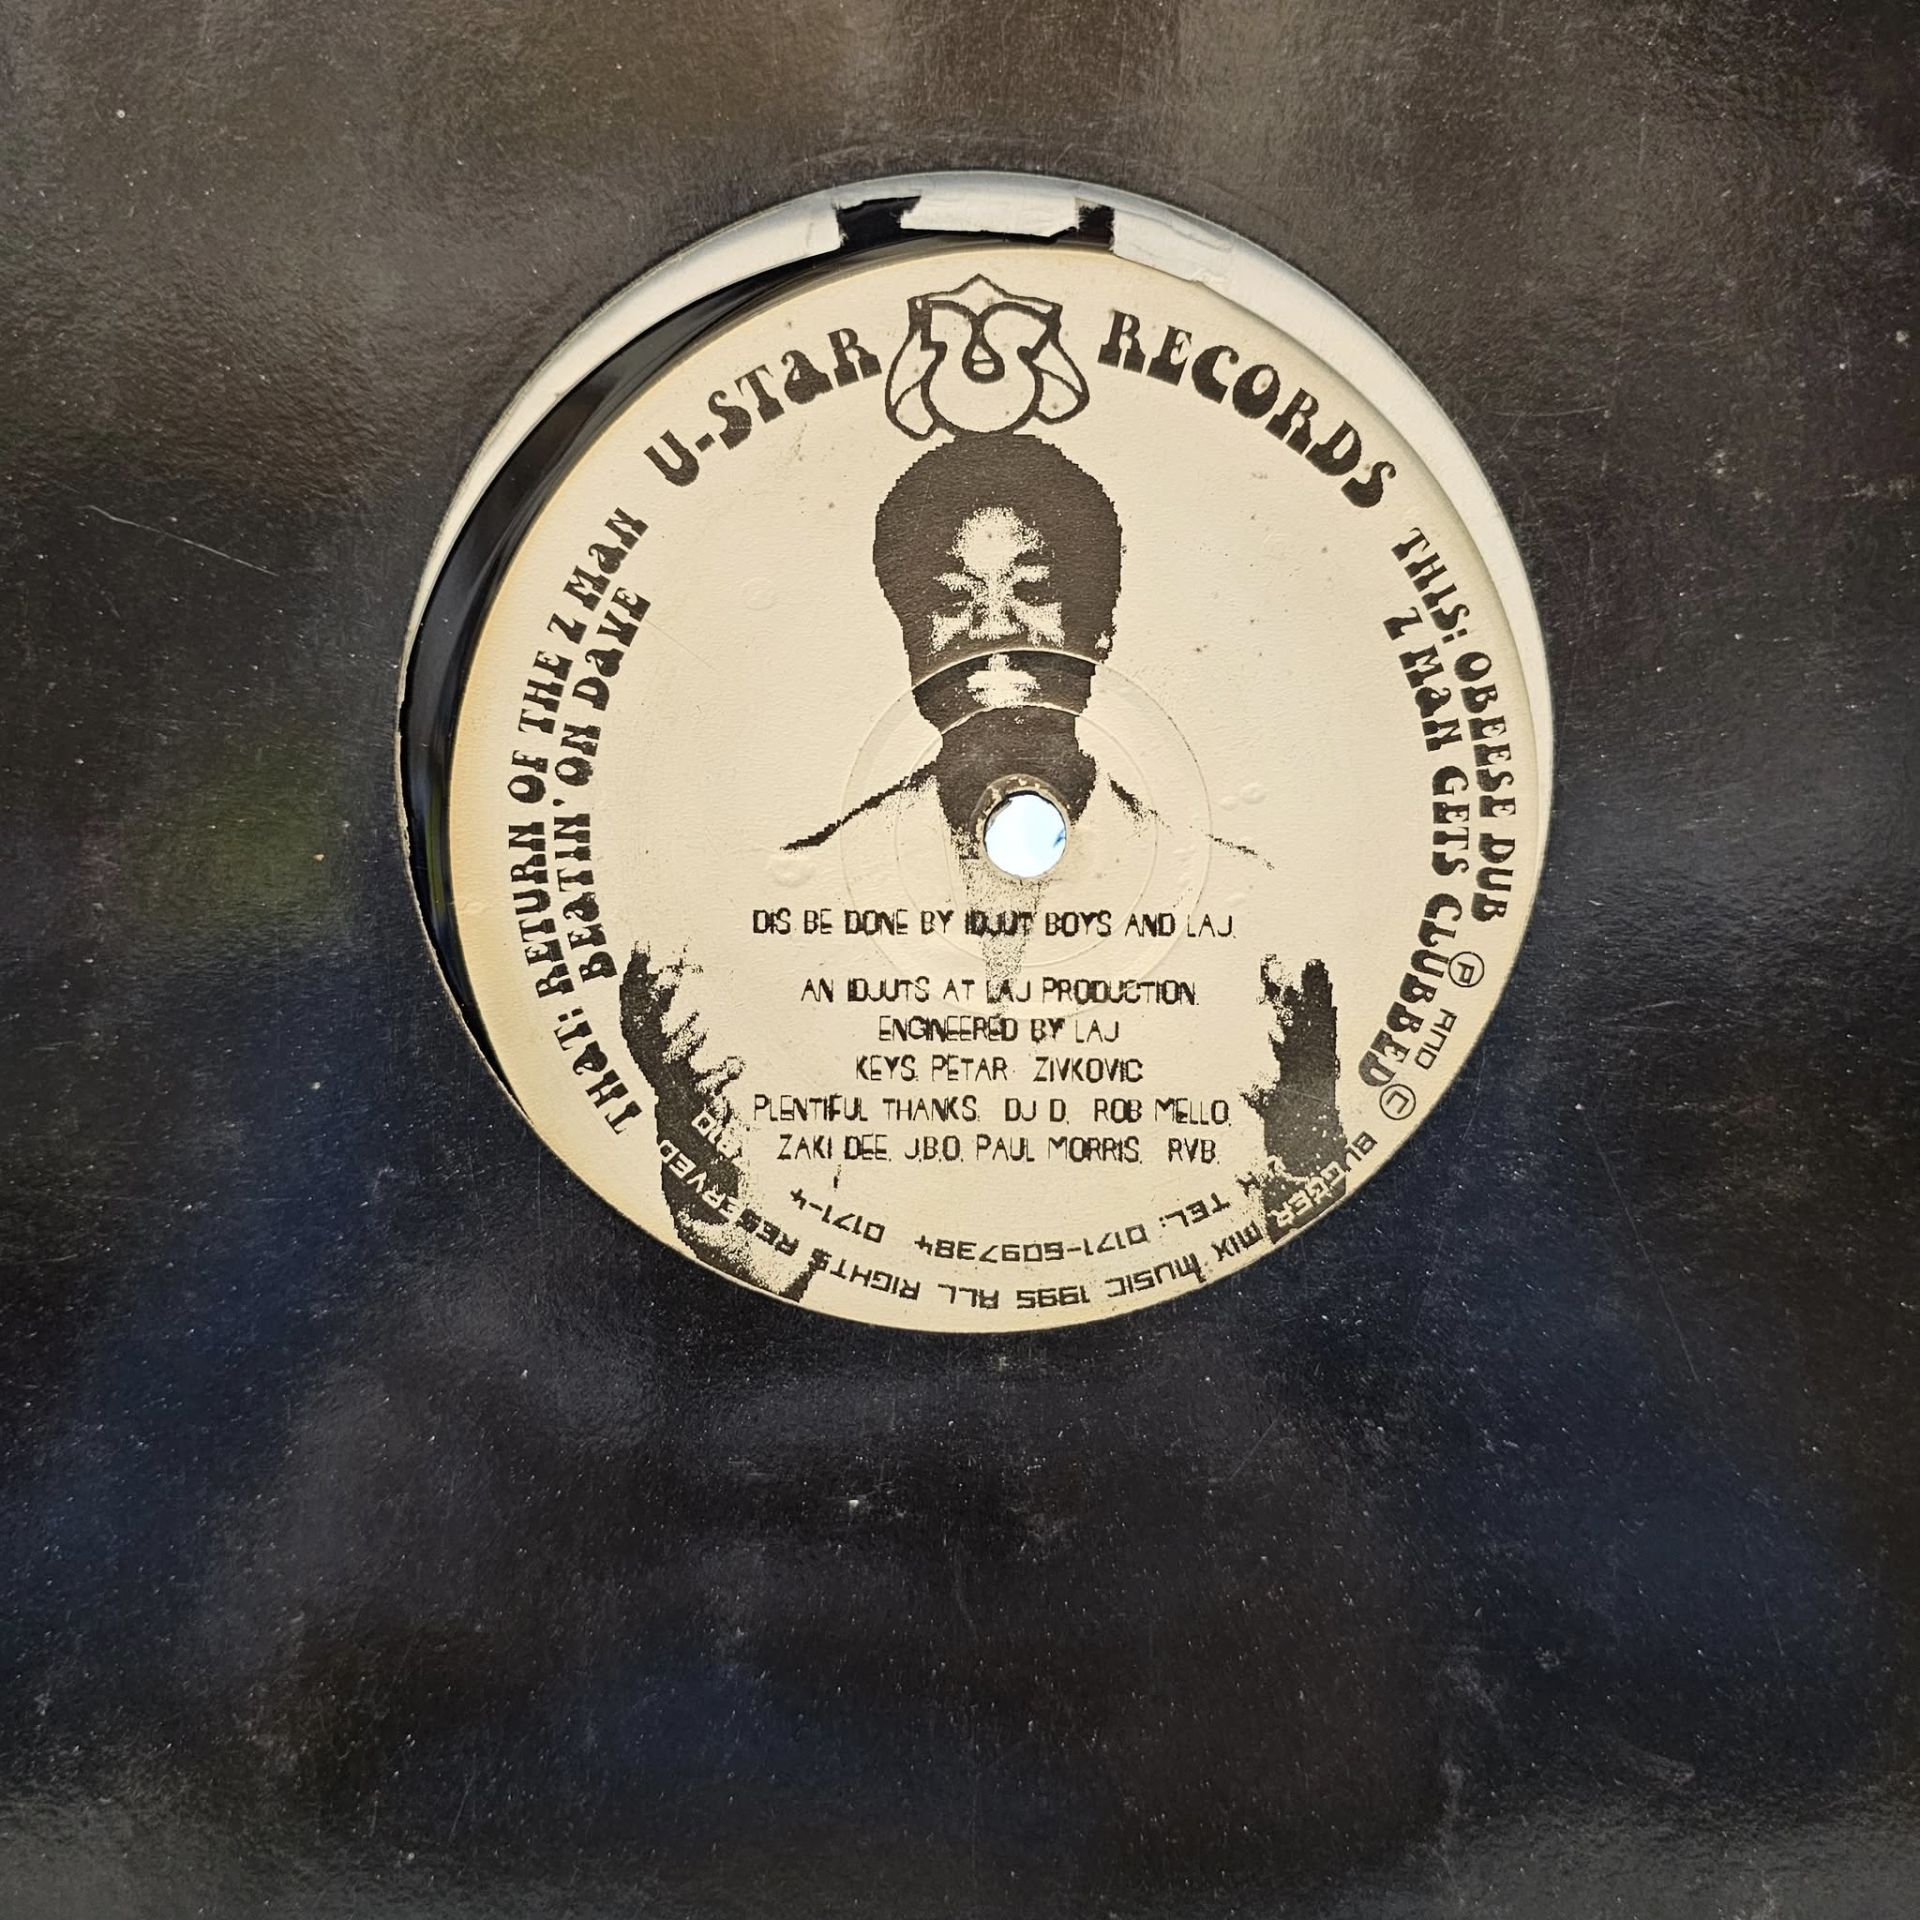 U-STaR RECORDS
THaT: RETURN OF THE Z MaN
BEaTIN' ON DaVE
THIS: OBEESE DUB
Z MaN GETS CLUBBED
DIS BE DONE BY IDJUT BOYS AND LAJ.
AN IDJUTS AT LAJ PRODUCTION.
ENGINEERED BY LAJ
KEYS. PETAR ZIVKOVIC
PLENTIFUL THANKS. DJ D. ROB MELLO.
ZAKI DEE. J.B.O. PAUL MORRIS. RVB.
Ⓟ AND © BUGGER MIX MUSIC 1995 ALL RIGHTS RESERVED
TEL: 0171-6097384 0171-4